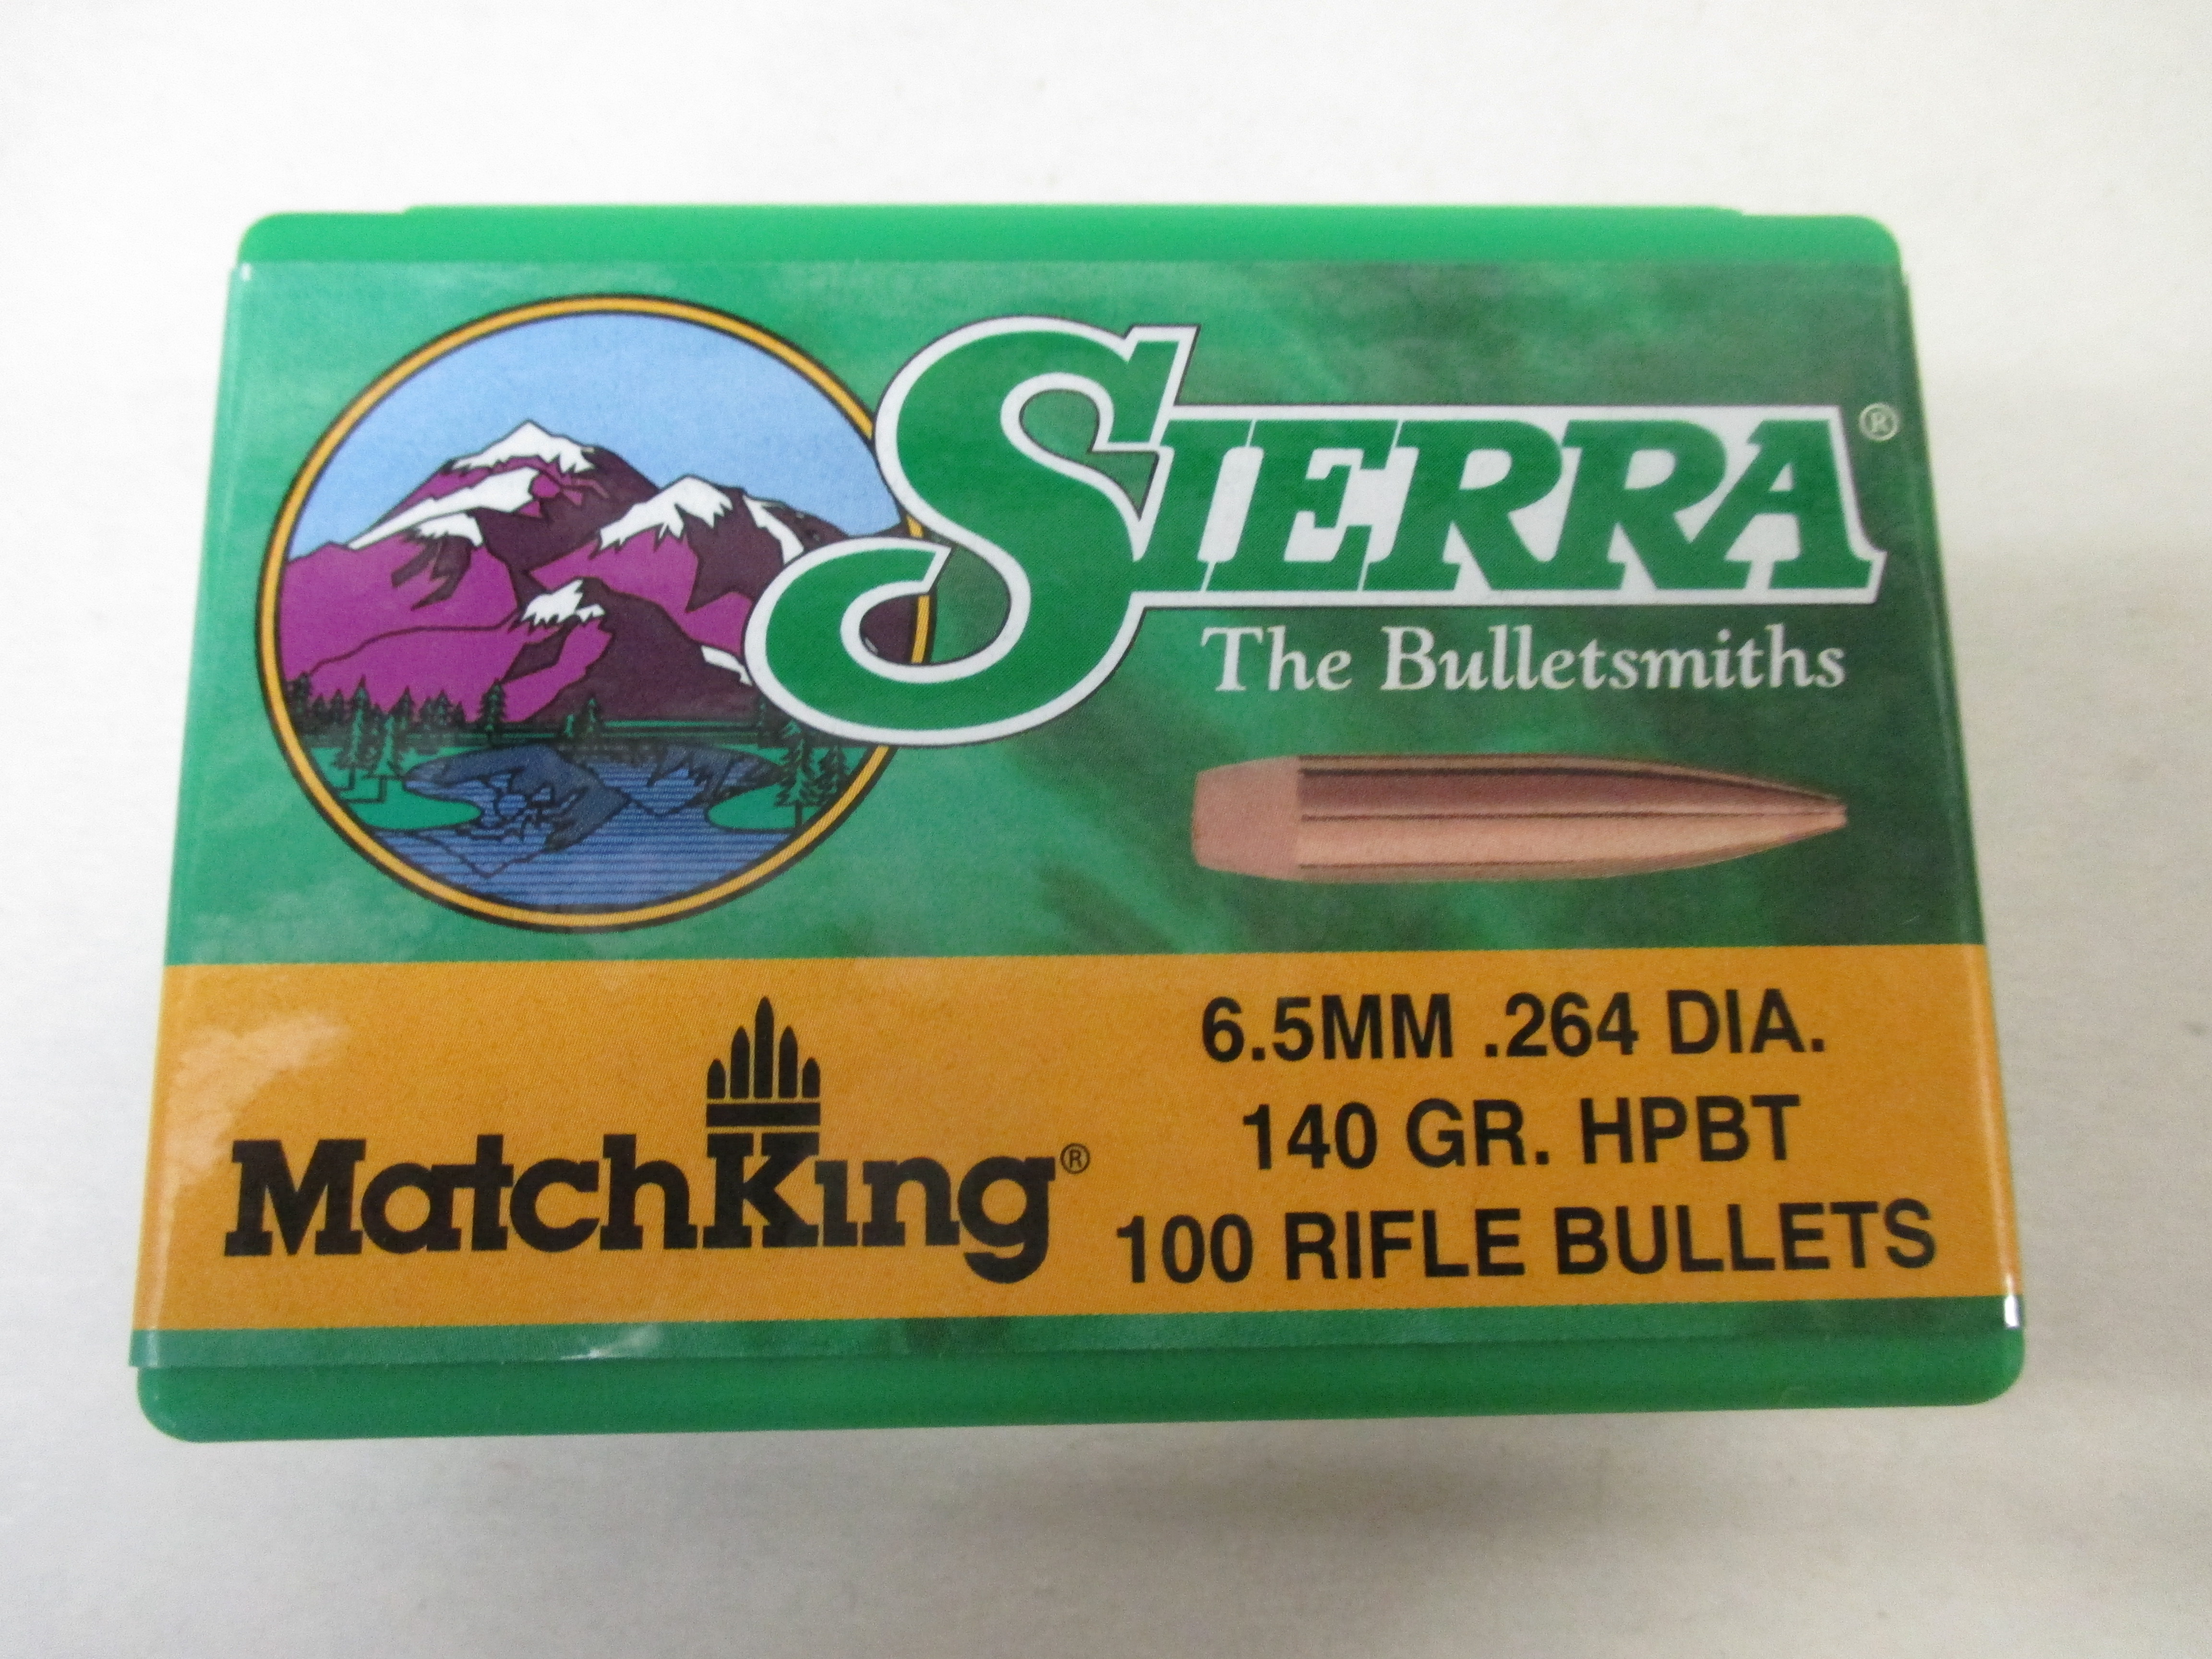 SIERRA®
The Bulletsmiths
MatchKing®
6.5MM .264 DIA.
140 GR. HPBT
100 RIFLE BULLETS